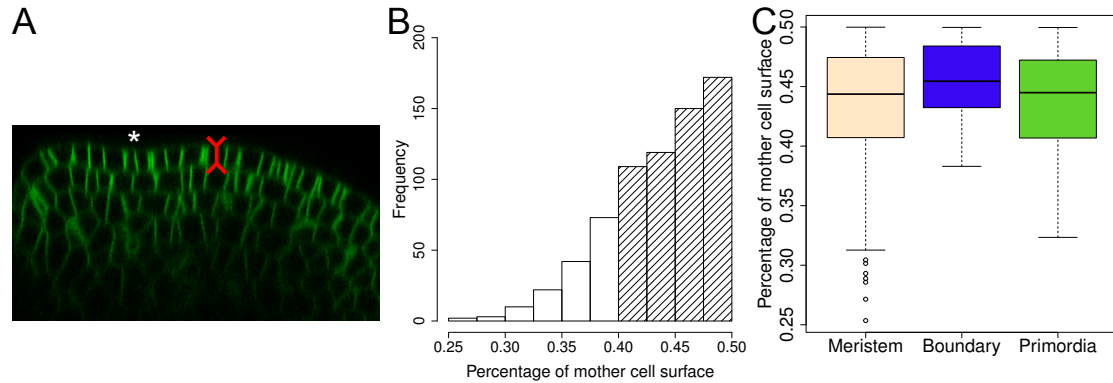 A
*
B
Frequency
0 50 100 150 200
0.25 0.30 0.35 0.40 0.45 0.50
Percentage of mother cell surface
C
Percentage of mother cell surface
0.25 0.30 0.35 0.40 0.45 0.50
Meristem Boundary Primordia